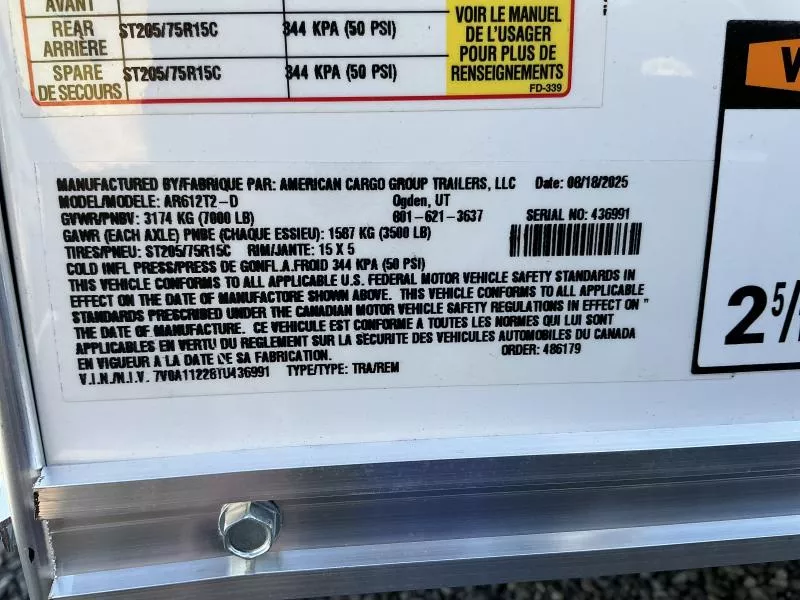 AVANT
REAR ST205/75R15C 344 KPA (50 PSI)
ARRIÈRE
SPARE ST205/75R15C 344 KPA (50 PSI)
DE SECOURS
VOIR LE MANUEL
DE L'USAGER
POUR PLUS DE
RENSEIGNEMENTS
FD-339
MANUFACTURED BY/FABRIQUE PAR: AMERICAN CARGO GROUP TRAILERS, LLC Date: 08/18/2025
MODEL/MODELE: AR612T2-D Ogden, UT
GVWR/PNBV: 3174 KG (7000 LB) 801-621-3637 SERIAL NO: 436991
GAWR (EACH AXLE) PNBE (CHAQUE ESSIEU): 1587 KG (3500 LB)
TIRES/PNEU: ST205/75R15C RIM/JANTE: 15 X 5
COLD INFL PRESS/PRESS DE GONFL.A.FROID 344 KPA (50 PSI)
THIS VEHICLE CONFORMS TO ALL APPLICABLE U.S. FEDERAL MOTOR VEHICLE SAFETY STANDARDS IN
EFFECT ON THE DATE OF MANUFACTORE SHOWN ABOVE. THIS VEHICLE CONFORMS TO ALL APPLICABLE
STANDARDS PRESCRIBED UNDER THE CANADIAN MOTOR VEHICLE SAFETY REGULATIONS IN EFFECT ON "
THE DATE OF MANUFACTURE. CE VEHICULE EST CONFORME A TOUTES LES NORMES QUI LUI SONT
APPLICABLES EN VERTU DU REGLEMENT SUR LA SÉCURITE DES VEHICULES AUTOMOBILES DU CANADA
EN VIGUEUR A LA DATE DE SA FABRICATION. ORDER: 486179
V.I.N./N.I.V. 7V0A11228TU436991 TYPE/TYPE: TRA/REM
2 5/